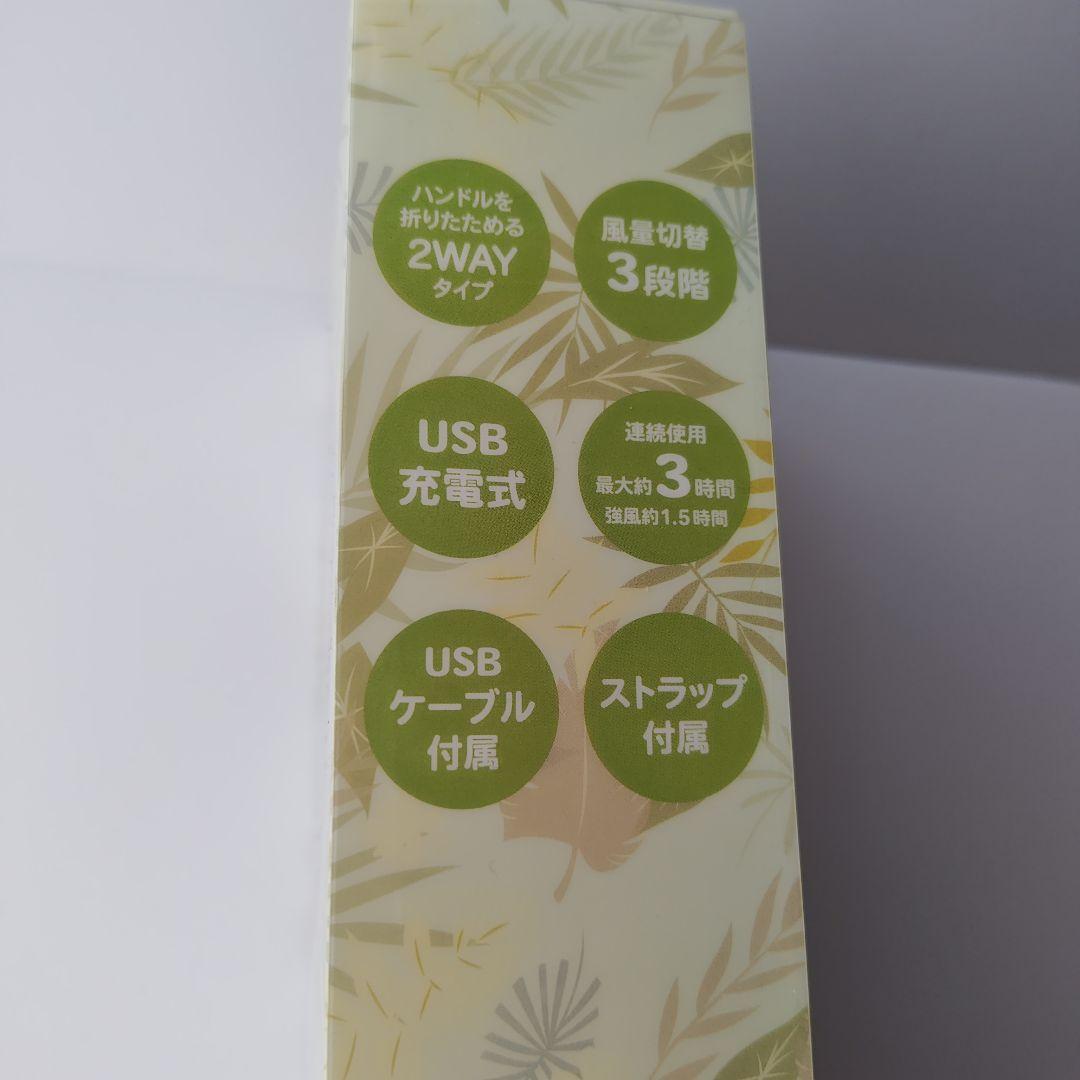 ハンドルを
折りたためる
2WAY
タイプ
風量切替
3段階
USB
充電式
連続使用
最大約3時間
強風約1.5時間
USB
ケーブル
付属
ストラップ
付属